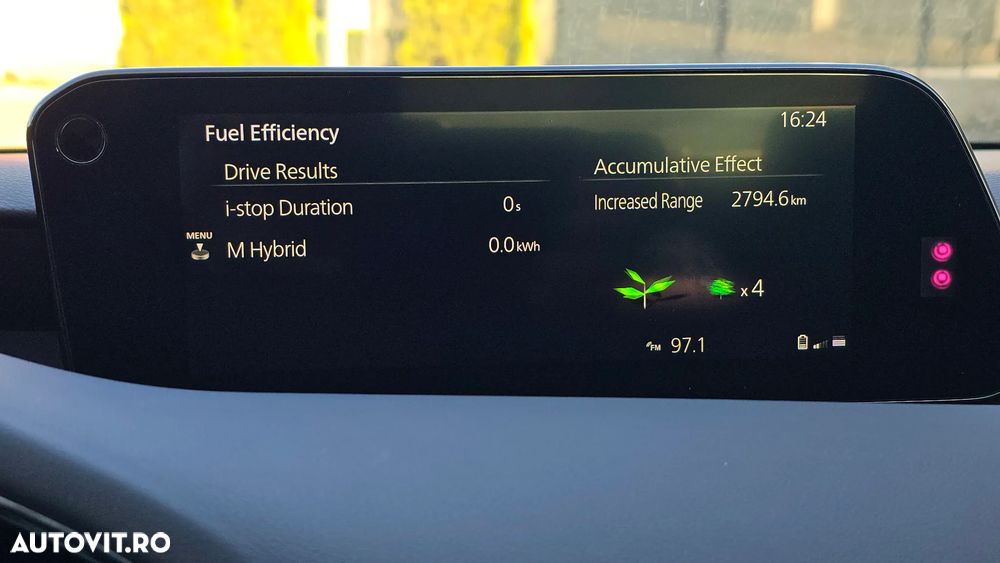 16:24
Fuel Efficiency
Drive Results
i-stop Duration 0s
MENU
M Hybrid 0.0kWh
Accumulative Effect
Increased Range 2794.6km
x4
FM 97.1
AUTOVIT.RO